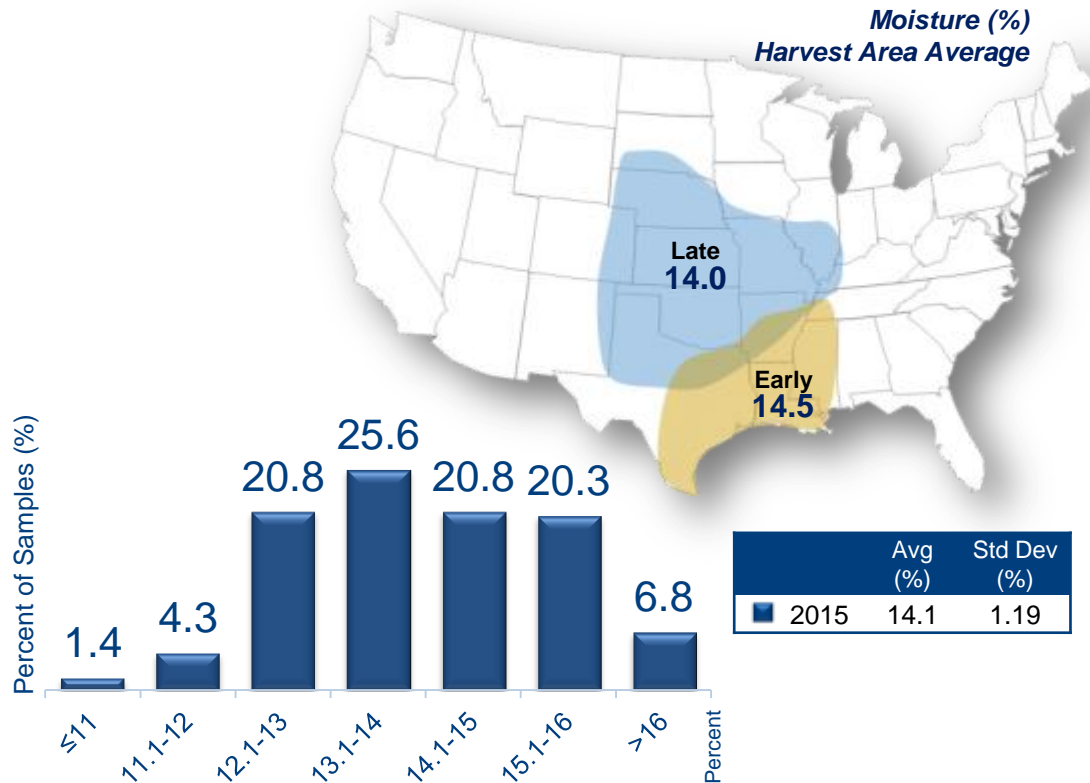 Moisture (%)
Harvest Area Average
Late
14.0
Early
14.5
Percent of Samples (%)
1.4
4.3
20.8
25.6
20.8
20.3
6.8
≤11
11.1-12
12.1-13
13.1-14
14.1-15
15.1-16
>16
Percent
Avg Std Dev
(%) (%)
2015 14.1 1.19